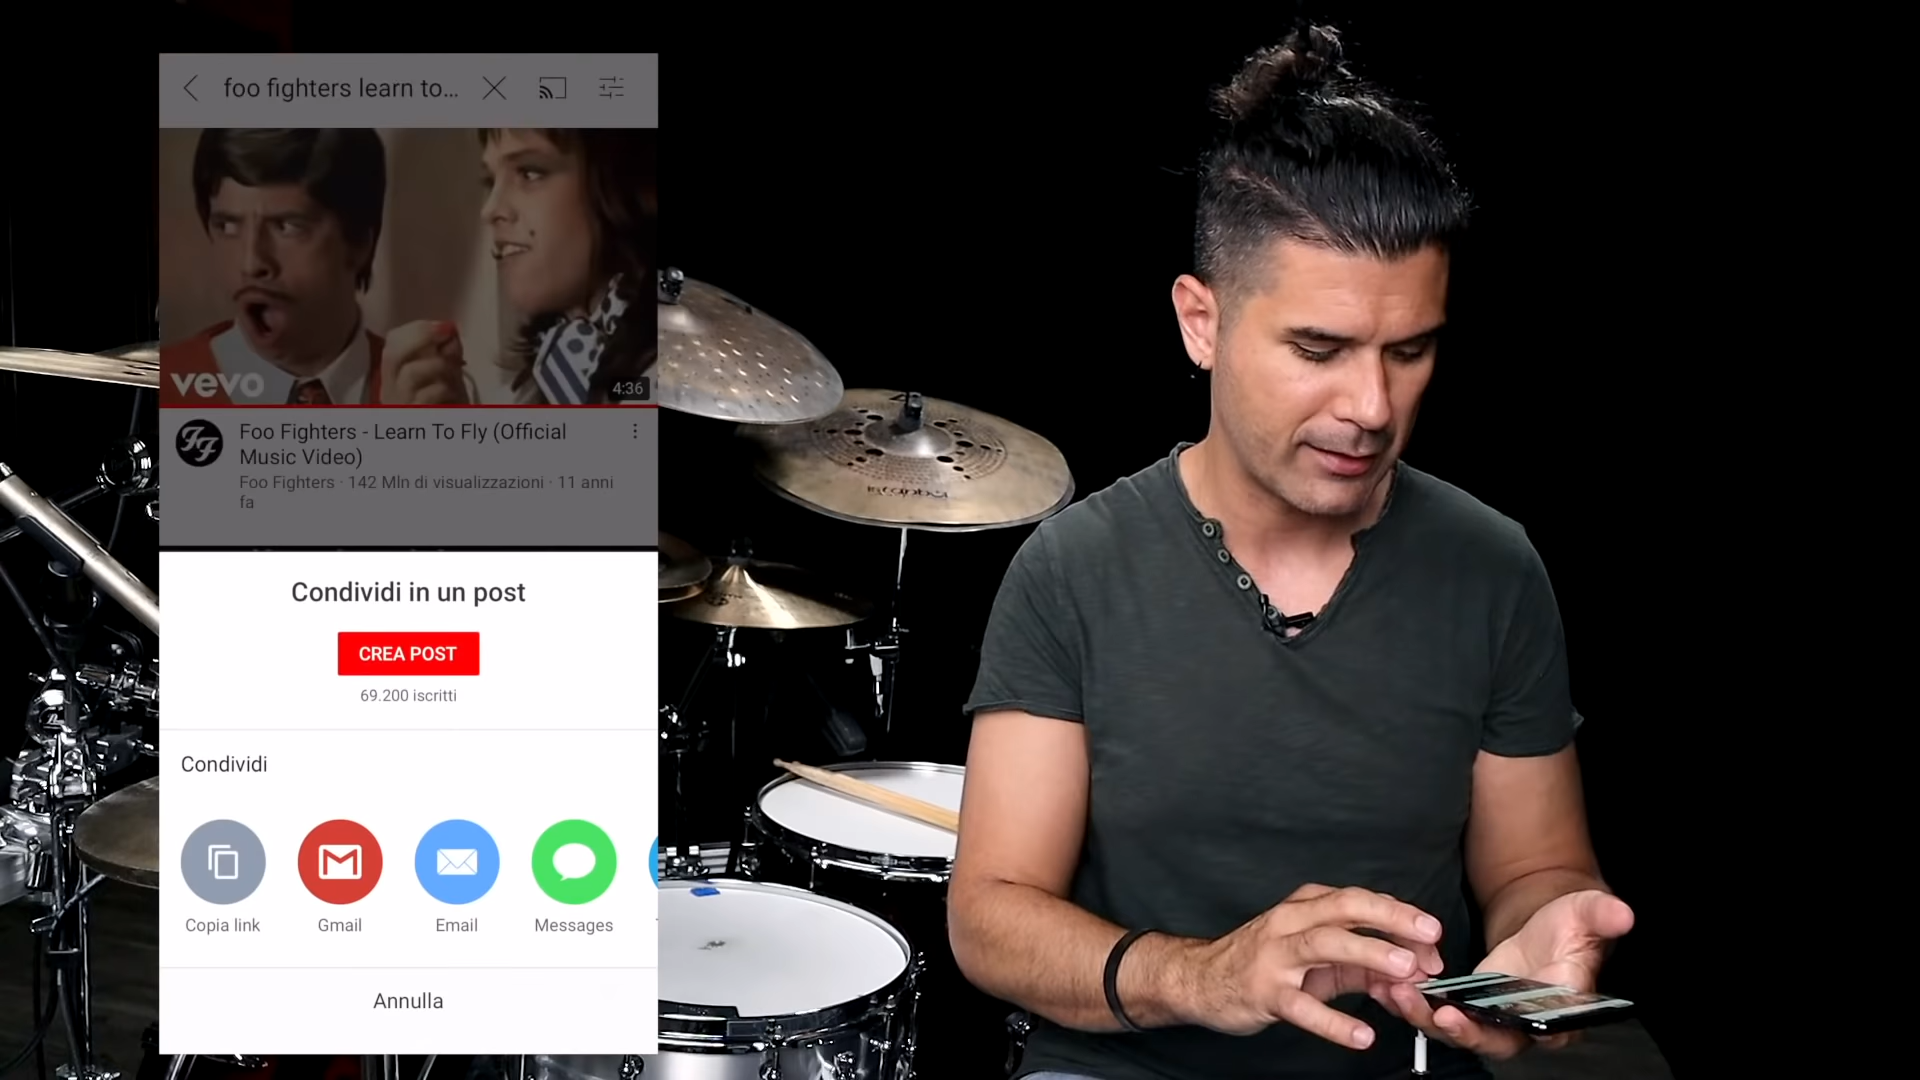 foo fighters learn to...
vevo
4:36
Foo Fighters - Learn To Fly (Official
Music Video)
Foo Fighters · 142 Mln di visualizzazioni · 11 anni
fa
Condividi in un post
CREA POST
69.200 iscritti
Condividi
Copia link
Gmail
Email
Messages
Annulla